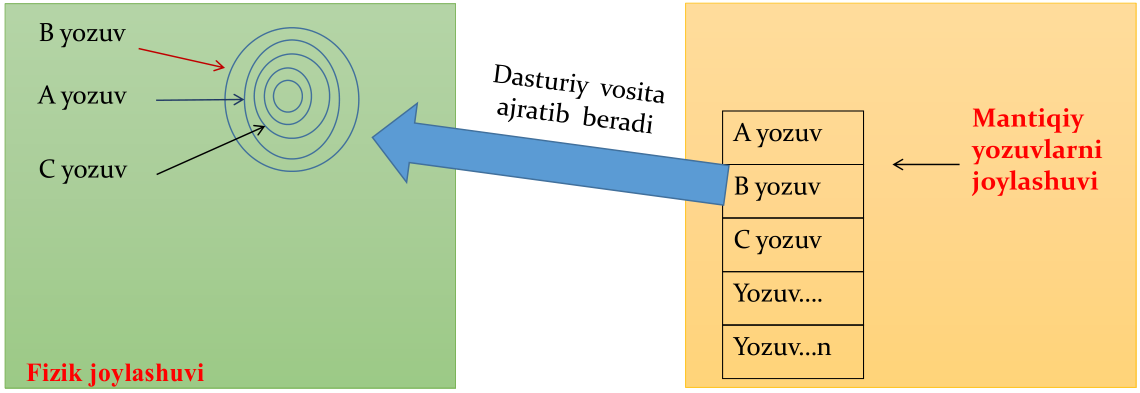 B yozuv
A yozuv
C yozuv
Fizik joylashuvi
Dasturiy vosita
ajratib beradi
A yozuv
B yozuv
C yozuv
Yozuv....
Yozuv...n
Mantiqiy
yozuvlarni
joylashuvi